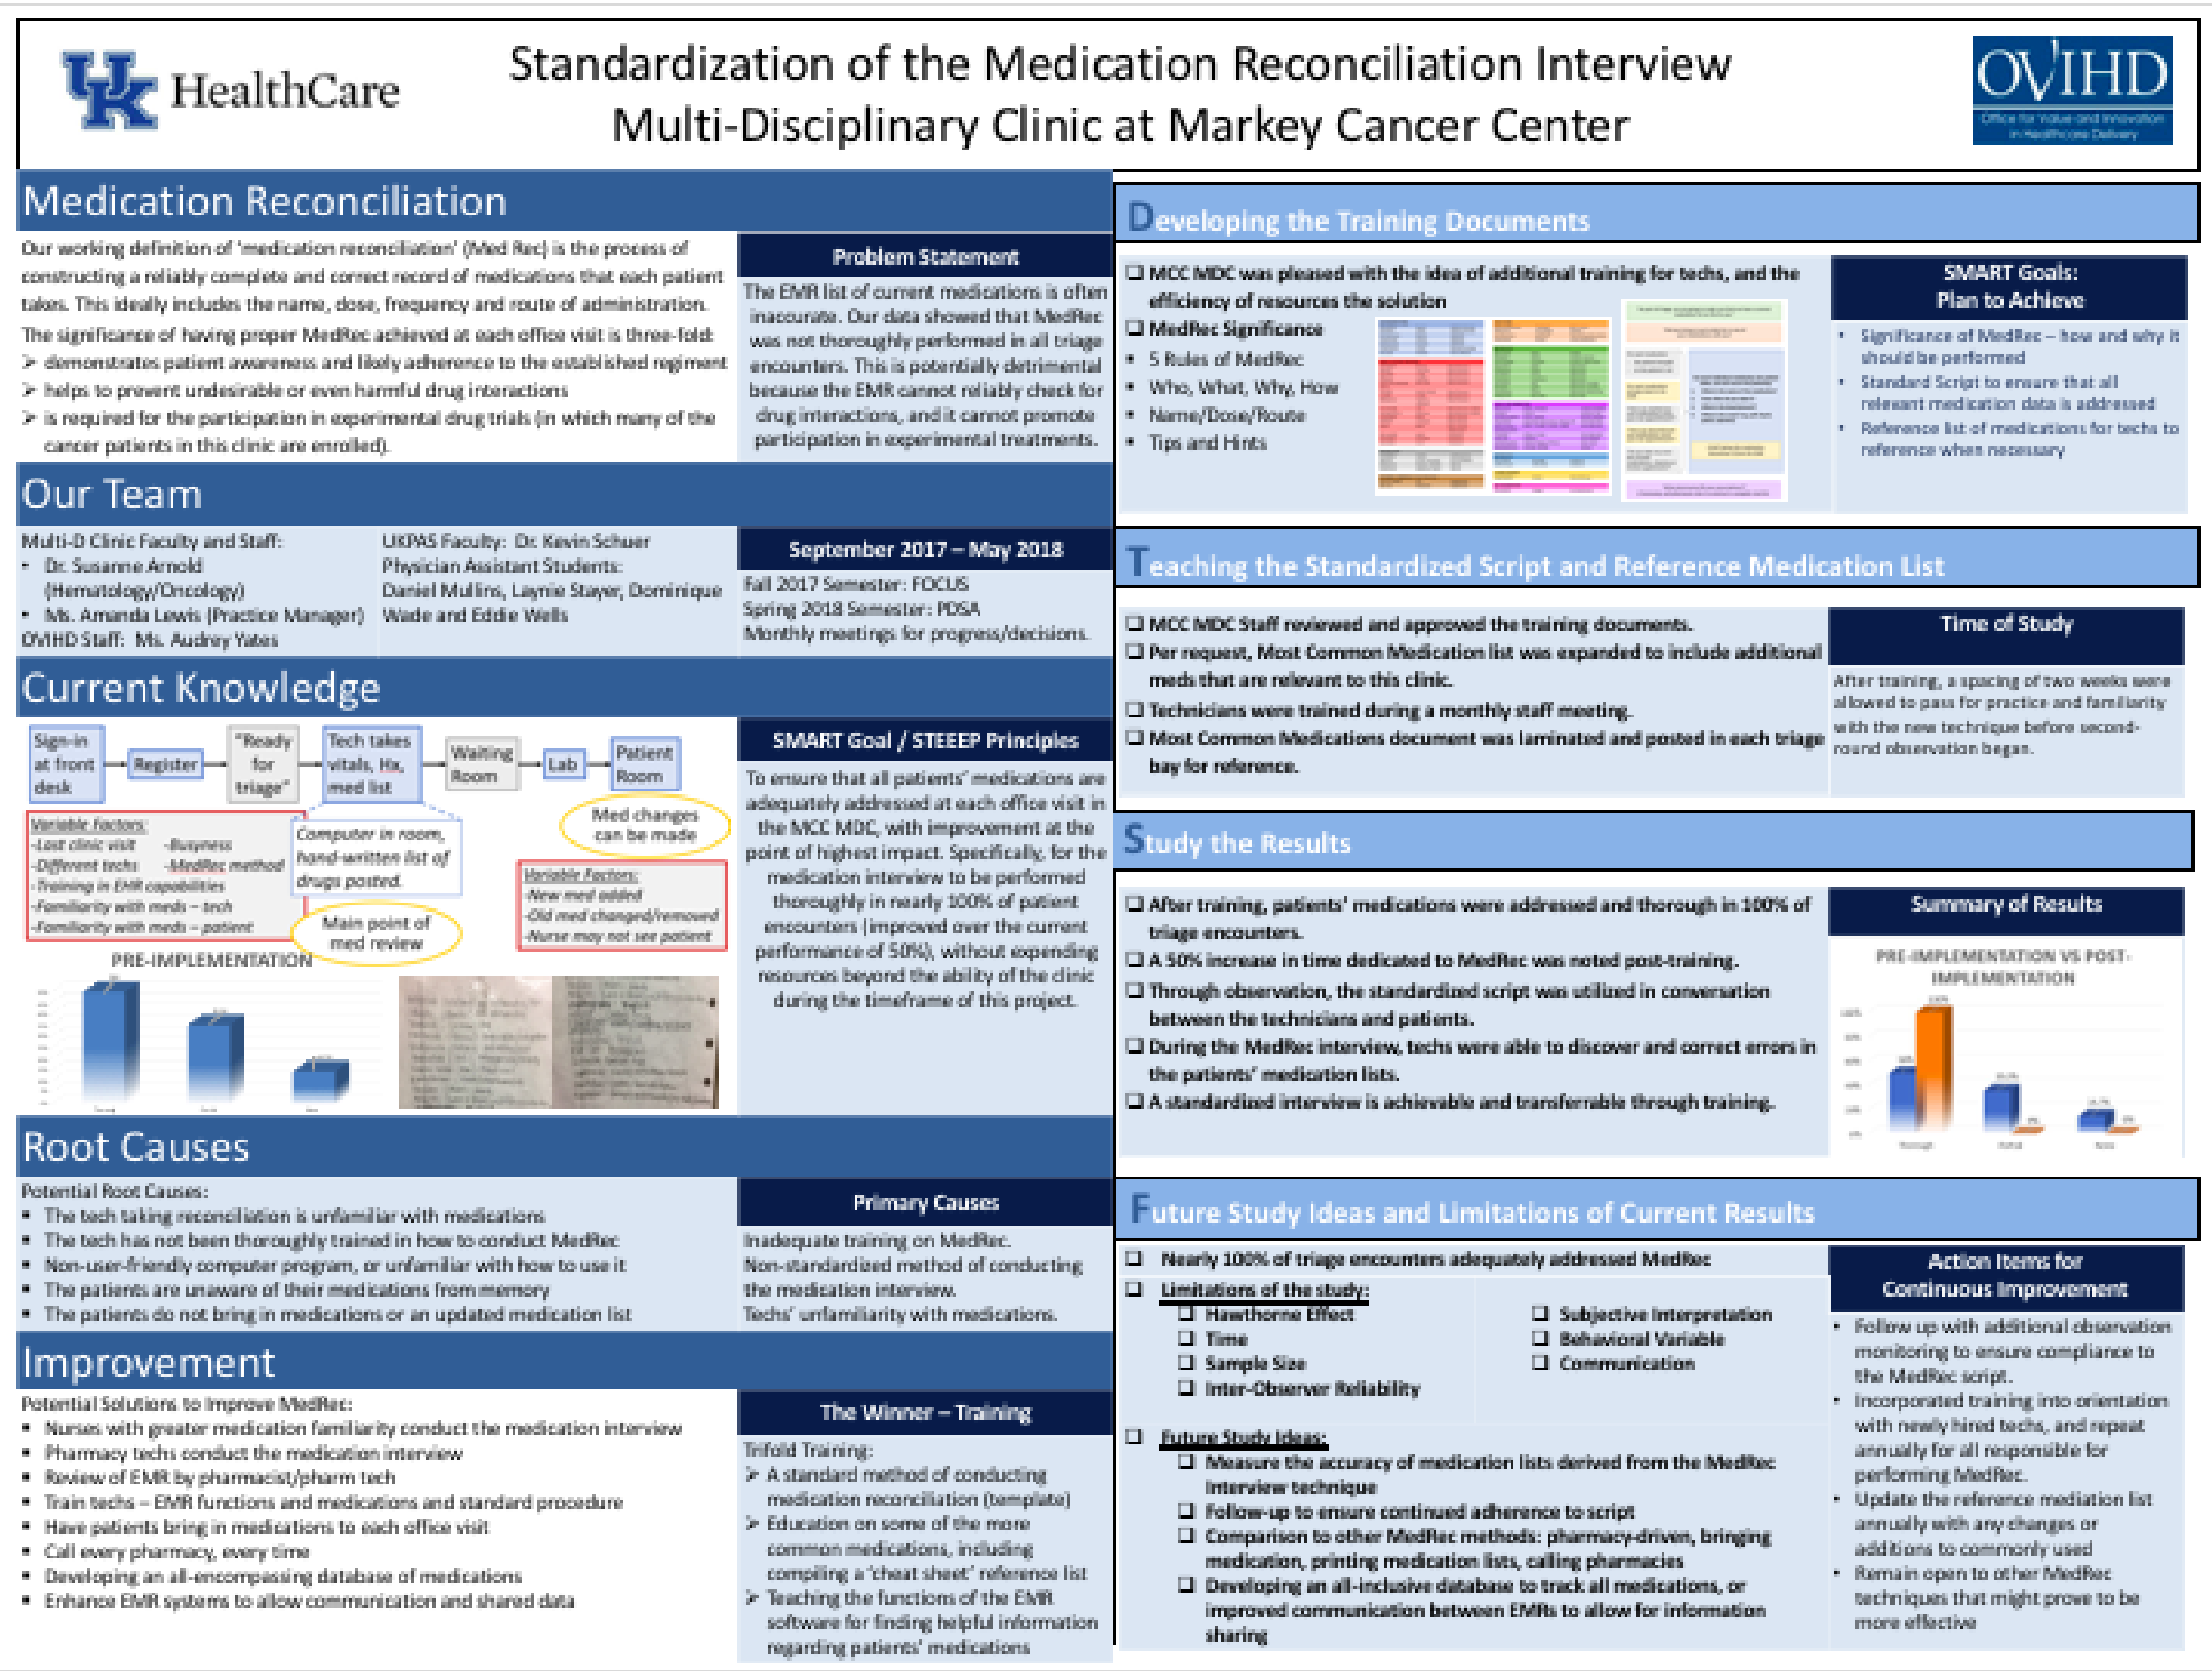 UK HealthCare
Standardization of the Medication Reconciliation Interview
Multi-Disciplinary Clinic at Markey Cancer Center
OVIHD
Office for Value and Innovation
in Healthcare Delivery
Medication Reconciliation
Our working definition of 'medication reconciliation' (Med Rec) is the process of
constructing a reliably complete and correct record of medications that each patient
takes. This ideally includes the name, dose, frequency and route of administration.
The significance of having proper MedRec achieved at each office visit is three-fold:
➢ demonstrates patient awareness and likely adherence to the established regiment
➢ helps to prevent undesirable or even harmful drug interactions
➢ is required for the participation in experimental drug trials (in which many of the
cancer patients in this clinic are enrolled).
Problem Statement
The EMR list of current medications is often
inaccurate. Our data showed that MedRec
was not thoroughly performed in all triage
encounters. This is potentially detrimental
because the EMR cannot reliably check for
drug interactions, and it cannot promote
participation in experimental treatments.
Our Team
Multi-D Clinic Faculty and Staff:
• Dr. Susanne Arnold
(Hematology/Oncology)
• Ms. Amanda Lewis (Practice Manager)
OVIHD Staff: Ms. Audrey Yates
UKPAS Faculty: Dr. Kevin Schuer
Physician Assistant Students:
Daniel Mullins, Laynie Stayer, Dominique
Wade and Eddie Wells
September 2017 – May 2018
Fall 2017 Semester: FOCUS
Spring 2018 Semester: PDSA
Monthly meetings for progress/decisions.
Current Knowledge
Sign-in
at front
desk
Register
"Ready
for
triage"
Tech takes
vitals, Hx,
med list
Waiting
Room
Lab
Patient
Room
Variable Factors:
-Last clinic visit -Busyness
-Different techs -MedRec method
-Training in EMR capabilities
-Familiarity with meds – tech
-Familiarity with meds – patient
Computer in room,
hand-written list of
drugs posted.
Main point of
med review
Med changes
can be made
Variable Factors:
-New med added
-Old med changed/removed
-Nurse may not see patient
PRE-IMPLEMENTATION
SMART Goal / STEEEP Principles
To ensure that all patients' medications are
adequately addressed at each office visit in
the MCC MDC, with improvement at the
point of highest impact. Specifically, for the
medication interview to be performed
thoroughly in nearly 100% of patient
encounters (improved over the current
performance of 50%), without expending
resources beyond the ability of the clinic
during the timeframe of this project.
Root Causes
Potential Root Causes:
▪ The tech taking reconciliation is unfamiliar with medications
▪ The tech has not been thoroughly trained in how to conduct MedRec
▪ Non-user-friendly computer program, or unfamiliar with how to use it
▪ The patients are unaware of their medications from memory
▪ The patients do not bring in medications or an updated medication list
Primary Causes
Inadequate training on MedRec.
Non-standardized method of conducting
the medication interview.
Techs' unfamiliarity with medications.
Improvement
Potential Solutions to Improve MedRec:
▪ Nurses with greater medication familiarity conduct the medication interview
▪ Pharmacy techs conduct the medication interview
▪ Review of EMR by pharmacist/pharm tech
▪ Train techs – EMR functions and medications and standard procedure
▪ Have patients bring in medications to each office visit
▪ Call every pharmacy, every time
▪ Developing an all-encompassing database of medications
▪ Enhance EMR systems to allow communication and shared data
The Winner – Training
Trifold Training:
➢ A standard method of conducting
medication reconciliation (template)
➢ Education on some of the more
common medications, including
compiling a 'cheat sheet' reference list
➢ Teaching the functions of the EMR
software for finding helpful information
regarding patients' medications
Developing the Training Documents
❑ MCC MDC was pleased with the idea of additional training for techs, and the
efficiency of resources the solution
❑ MedRec Significance
▪ 5 Rules of MedRec
▪ Who, What, Why, How
▪ Name/Dose/Route
▪ Tips and Hints
SMART Goals:
Plan to Achieve
• Significance of MedRec – how and why it
should be performed
• Standard Script to ensure that all
relevant medication data is addressed
• Reference list of medications for techs to
reference when necessary
Teaching the Standardized Script and Reference Medication List
❑ MCC MDC Staff reviewed and approved the training documents.
❑ Per request, Most Common Medication list was expanded to include additional
meds that are relevant to this clinic.
❑ Technicians were trained during a monthly staff meeting.
❑ Most Common Medications document was laminated and posted in each triage
bay for reference.
Time of Study
After training, a spacing of two weeks were
allowed to pass for practice and familiarity
with the new technique before second-
round observation began.
Study the Results
❑ After training, patients' medications were addressed and thorough in 100% of
triage encounters.
❑ A 50% increase in time dedicated to MedRec was noted post-training.
❑ Through observation, the standardized script was utilized in conversation
between the technicians and patients.
❑ During the MedRec interview, techs were able to discover and correct errors in
the patients' medication lists.
❑ A standardized interview is achievable and transferrable through training.
Summary of Results
PRE-IMPLEMENTATION VS POST-
IMPLEMENTATION
Future Study Ideas and Limitations of Current Results
❑ Nearly 100% of triage encounters adequately addressed MedRec
❑ Limitations of the study:
❑ Hawthorne Effect
❑ Time
❑ Sample Size
❑ Inter-Observer Reliability
❑ Subjective Interpretation
❑ Behavioral Variable
❑ Communication
❑ Future Study Ideas:
❑ Measure the accuracy of medication lists derived from the MedRec
Interview technique
❑ Follow-up to ensure continued adherence to script
❑ Comparison to other MedRec methods: pharmacy-driven, bringing
medication, printing medication lists, calling pharmacies
❑ Developing an all-inclusive database to track all medications, or
improved communication between EMRs to allow for information
sharing
Action Items for
Continuous Improvement
• Follow up with additional observation
monitoring to ensure compliance to
the MedRec script.
• Incorporated training into orientation
with newly hired techs, and repeat
annually for all responsible for
performing MedRec.
• Update the reference mediation list
annually with any changes or
additions to commonly used
• Remain open to other MedRec
techniques that might prove to be
more effective